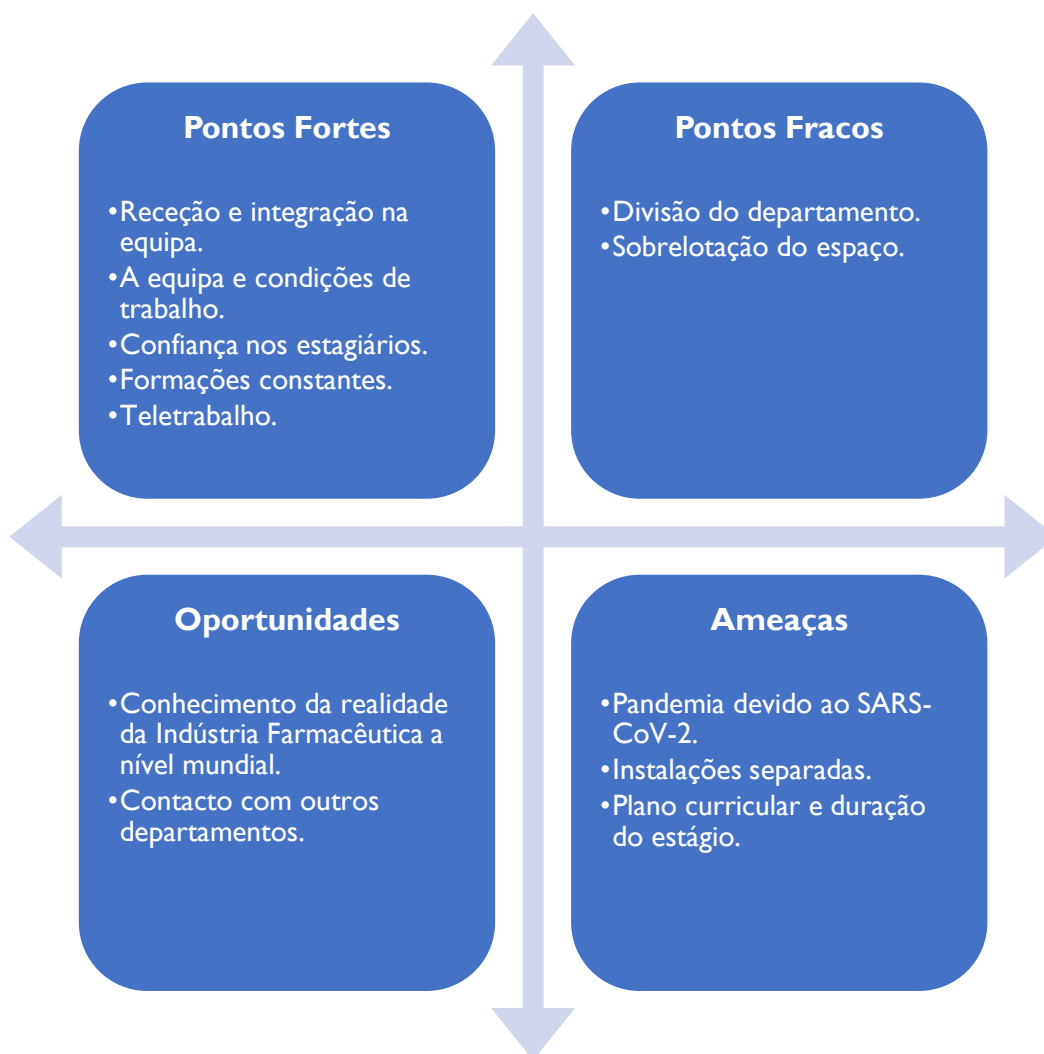 Pontos Fortes
•Receção e integração na
equipa.
•A equipa e condições de
trabalho.
•Confiança nos estagiários.
•Formações constantes.
•Teletrabalho.
Pontos Fracos
•Divisão do departamento.
•Sobrelotação do espaço.
Oportunidades
•Conhecimento da realidade
da Indústria Farmacêutica a
nível mundial.
•Contacto com outros
departamentos.
Ameaças
•Pandemia devido ao SARS-
CoV-2.
•Instalações separadas.
•Plano curricular e duração
do estágio.